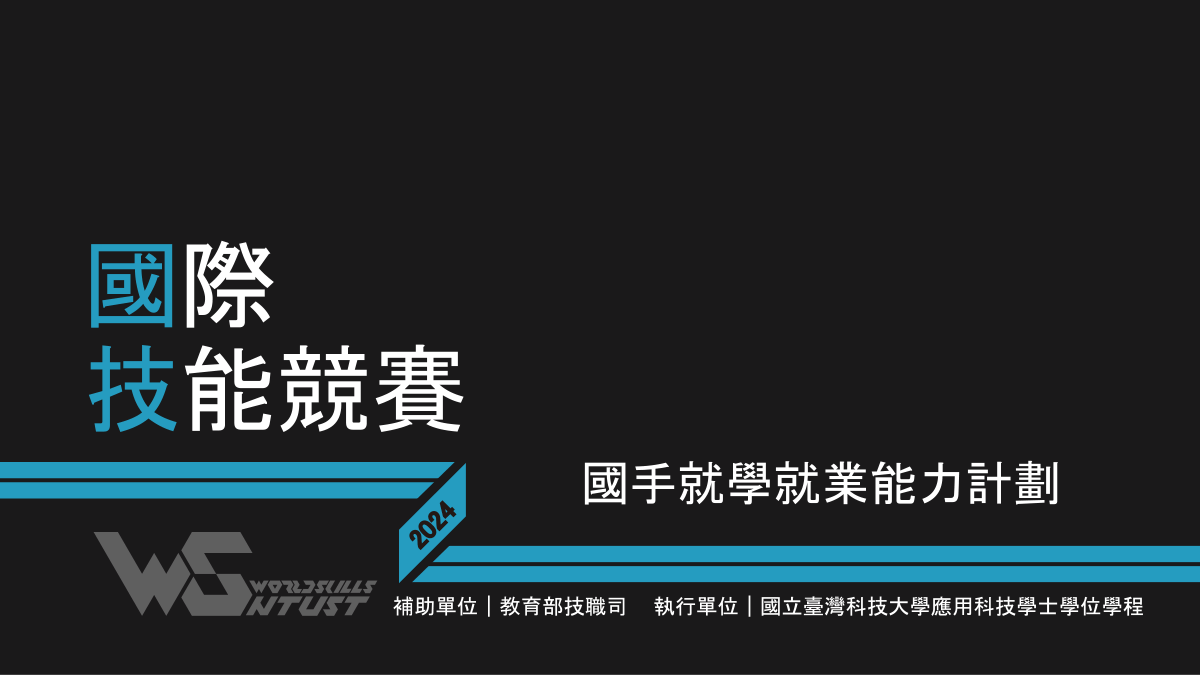 國際
技能競賽
國手就學就業能力計劃
2024
WS WORLDSKILLS
NTUST
補助單位｜教育部技職司　執行單位｜國立臺灣科技大學應用科技學士學位學程